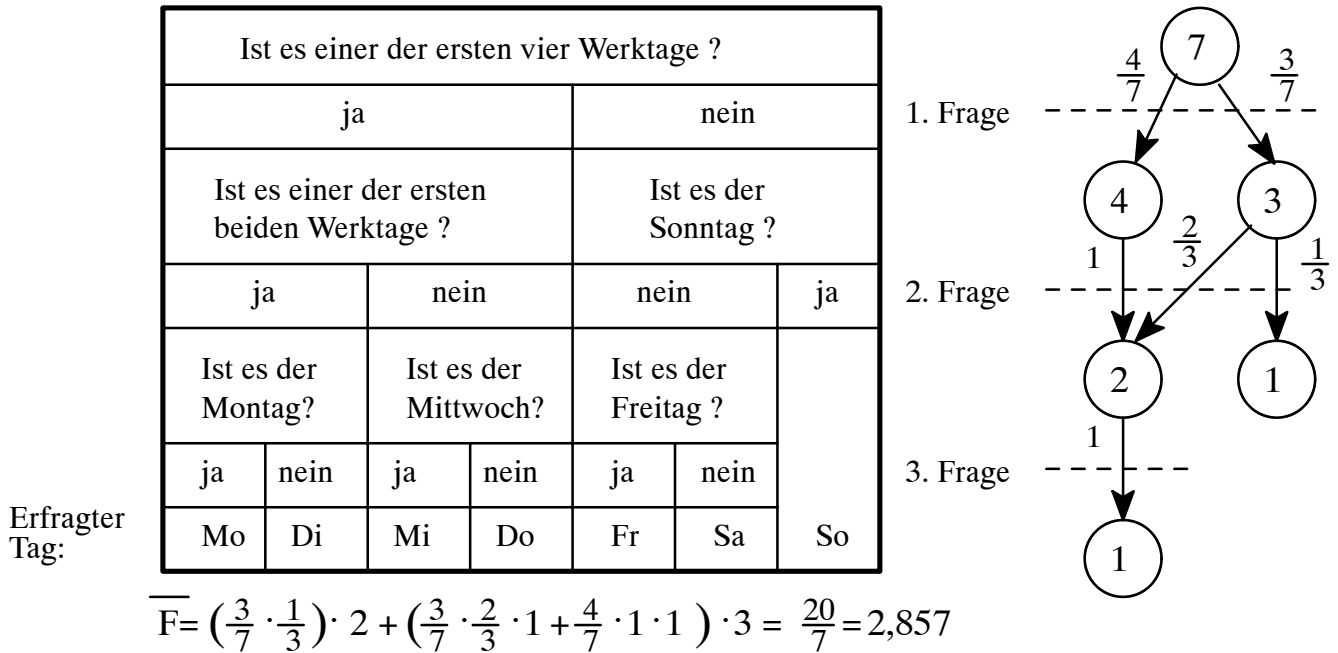 Ist es einer der ersten vier Werktage ?
ja nein
Ist es einer der ersten
beiden Werktage ?
Ist es der
Sonntag ?
ja nein nein ja
Ist es der
Montag?
Ist es der
Mittwoch?
Ist es der
Freitag ?
ja nein ja nein ja nein
Erfragter
Tag:
Mo Di Mi Do Fr Sa So
1. Frage
2. Frage
3. Frage
7
4/7 3/7
4 3
1 2/3 1/3
2 1
1
1
F̅= (3/7 · 1/3) · 2 + (3/7 · 2/3 · 1 + 4/7 · 1 · 1 ) · 3 = 20/7 = 2,857